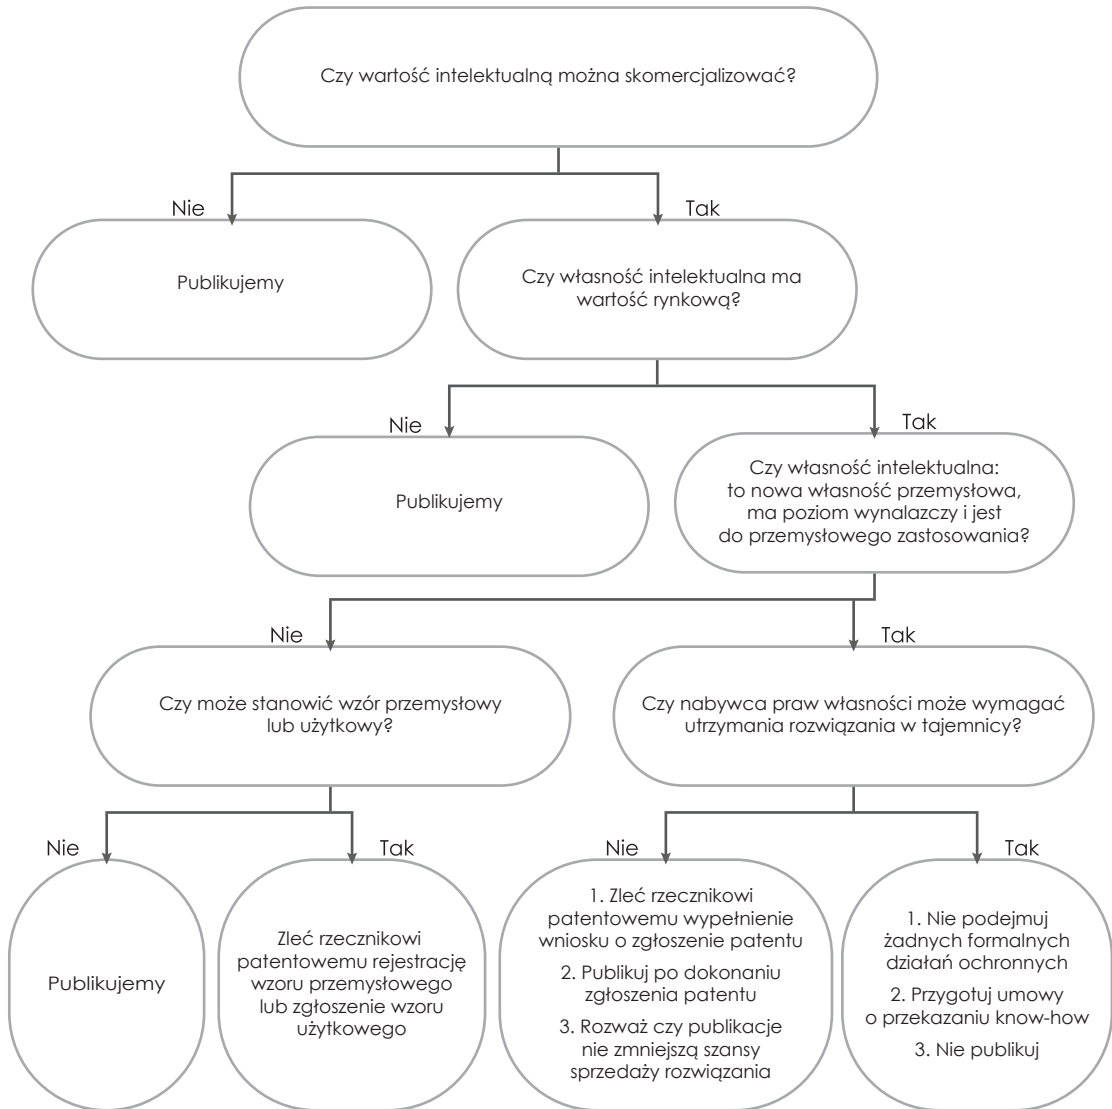 Czy wartość intelektualną można skomercjalizować?
Nie
Tak
Publikujemy
Czy własność intelektualna ma
wartość rynkową?
Nie
Tak
Publikujemy
Czy własność intelektualna:
to nowa własność przemysłowa,
ma poziom wynalazczy i jest
do przemysłowego zastosowania?
Nie
Tak
Czy może stanowić wzór przemysłowy
lub użytkowy?
Czy nabywca praw własności może wymagać
utrzymania rozwiązania w tajemnicy?
Nie
Tak
Nie
Tak
Publikujemy
Zleć rzecznikowi
patentowemu rejestrację
wzoru przemysłowego
lub zgłoszenie wzoru
użytkowego
1. Zleć rzecznikowi
patentowemu wypełnienie
wniosku o zgłoszenie patentu
2. Publikuj po dokonaniu
zgłoszenia patentu
3. Rozważ czy publikacje
nie zmniejszą szansy
sprzedaży rozwiązania
1. Nie podejmuj
żadnych formalnych
działań ochronnych
2. Przygotuj umowy
o przekazaniu know-how
3. Nie publikuj